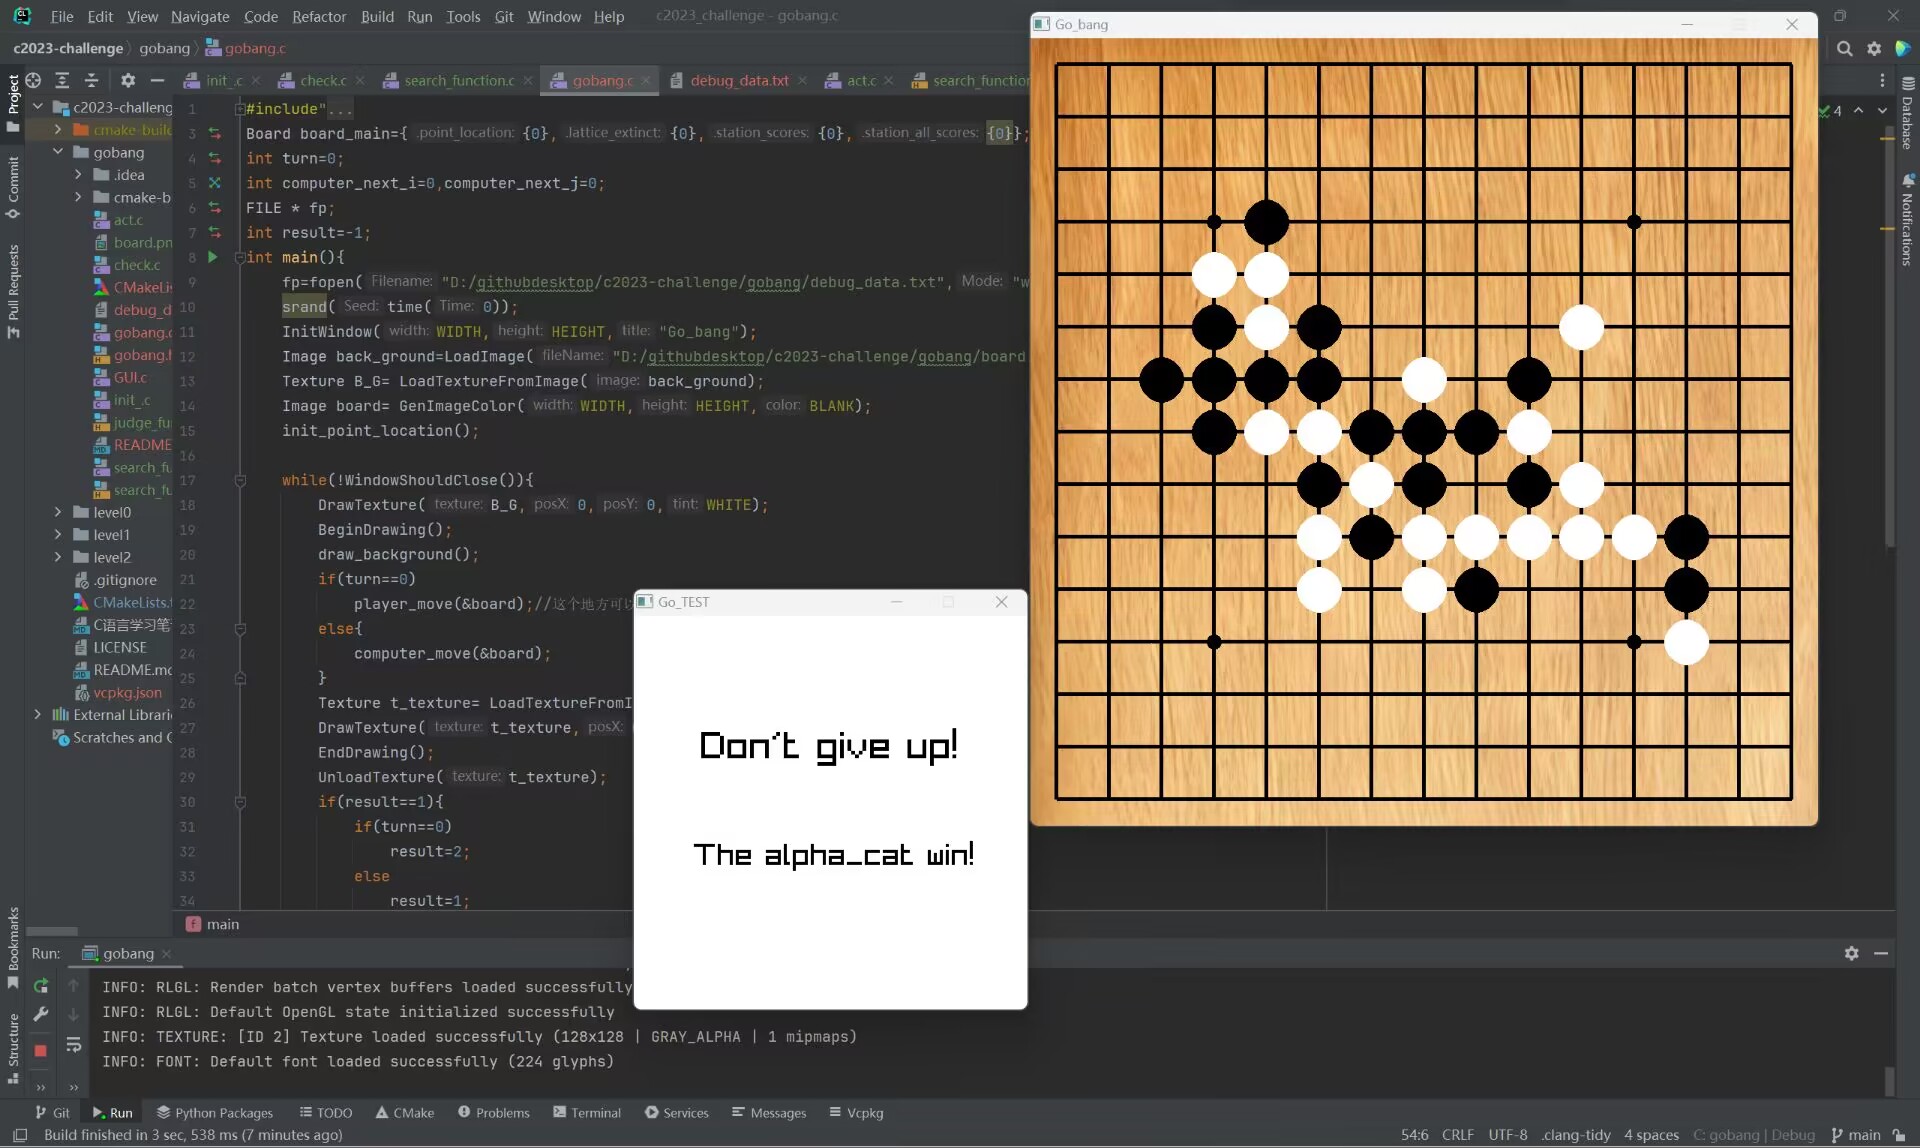 File Edit View Navigate Code Refactor Build Run Tools Git Window Help c2023_challenge - gobang.c
c2023-challenge gobang gobang.c
init_.c check.c search_function.c gobang.c debug_data.txt act.c search_function
Project
Commit
Pull Requests
Bookmarks
Structure
c2023-challeng
cmake-build
gobang
.idea
cmake-b
act.c
board.pn
check.c
CMakeLis
debug_d
gobang.c
gobang.h
GUI.c
init_.c
judge_fu
README
search_fu
search_fu
level0
level1
level2
.gitignore
CMakeLists.t
C语言学习笔
LICENSE
README.md
vcpkg.json
External Librari
Scratches and C
1 #include"...
3 Board board_main={ .point_location: {0}, .lattice_extinct: {0}, .station_scores: {0}, .station_all_scores: {0}};
4 int turn=0;
5 int computer_next_i=0,computer_next_j=0;
6 FILE * fp;
7 int result=-1;
8 int main(){
9 fp=fopen( Filename: "D:/githubdesktop/c2023-challenge/gobang/debug_data.txt", Mode: "w
10 srand( Seed: time( Time: 0));
11 InitWindow( width: WIDTH, height: HEIGHT, title: "Go_bang");
12 Image back_ground=LoadImage( fileName: "D:/githubdesktop/c2023-challenge/gobang/board
13 Texture B_G= LoadTextureFromImage( image: back_ground);
14 Image board= GenImageColor( width: WIDTH, height: HEIGHT, color: BLANK);
15 init_point_location();
16
17 while(!WindowShouldClose()){
18 DrawTexture( texture: B_G, posX: 0, posY: 0, tint: WHITE);
19 BeginDrawing();
20 draw_background();
21 if(turn==0)
22 player_move(&board);//这个地方可以
23 else{
24 computer_move(&board);
25 }
26 Texture t_texture= LoadTextureFromI
27 DrawTexture( texture: t_texture, posX:
28 EndDrawing();
29 UnloadTexture( texture: t_texture);
30 if(result==1){
31 if(turn==0)
32 result=2;
33 else
34 result=1;
main
4
Database
Notifications
Go_bang
Go_TEST
Don't give up!
The alpha_cat win!
Run: gobang
INFO: RLGL: Render batch vertex buffers loaded successfully
INFO: RLGL: Default OpenGL state initialized successfully
INFO: TEXTURE: [ID 2] Texture loaded successfully (128x128 | GRAY_ALPHA | 1 mipmaps)
INFO: FONT: Default font loaded successfully (224 glyphs)
Git Run Python Packages TODO CMake Problems Terminal Services Messages Vcpkg
Build finished in 3 sec, 538 ms (7 minutes ago) 54:6 CRLF UTF-8 .clang-tidy 4 spaces C: gobang | Debug main